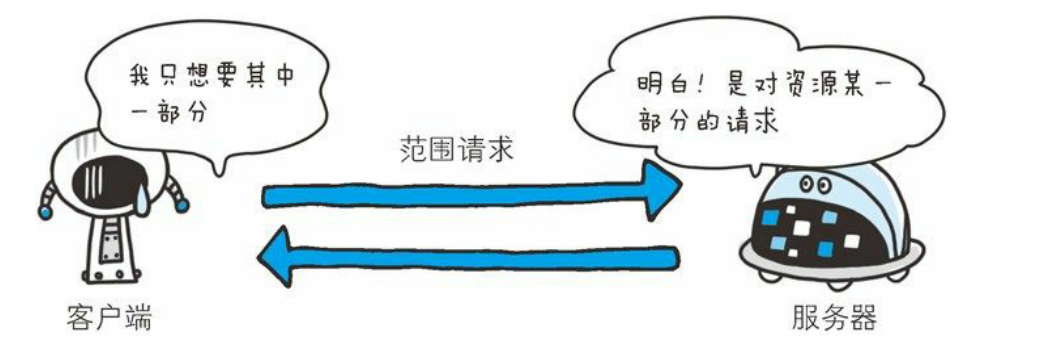 我只想要其中
一部分
明白！是对资源某一
部分的请求
范围请求
客户端
服务器